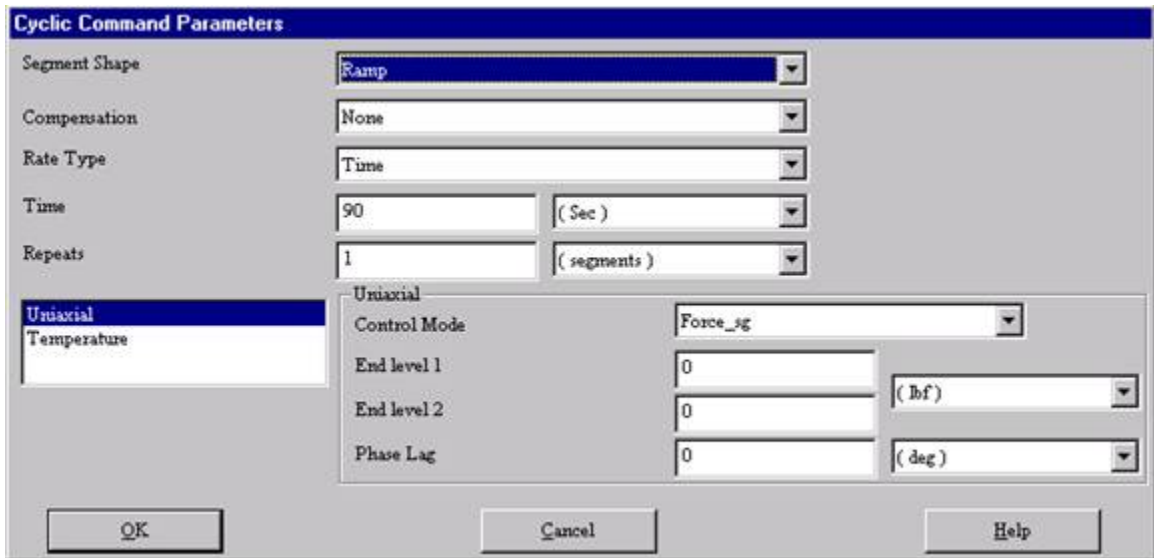 Cyclic Command Parameters
Segment Shape Ramp
Compensation None
Rate Type Time
Time 90 ( Sec )
Repeats 1 ( segments )
Uniaxial
Temperature
Uniaxial
Control Mode Force_sg
End level 1 0
( lbf )
End level 2 0
Phase Lag 0 ( deg )
OK Cancel Help